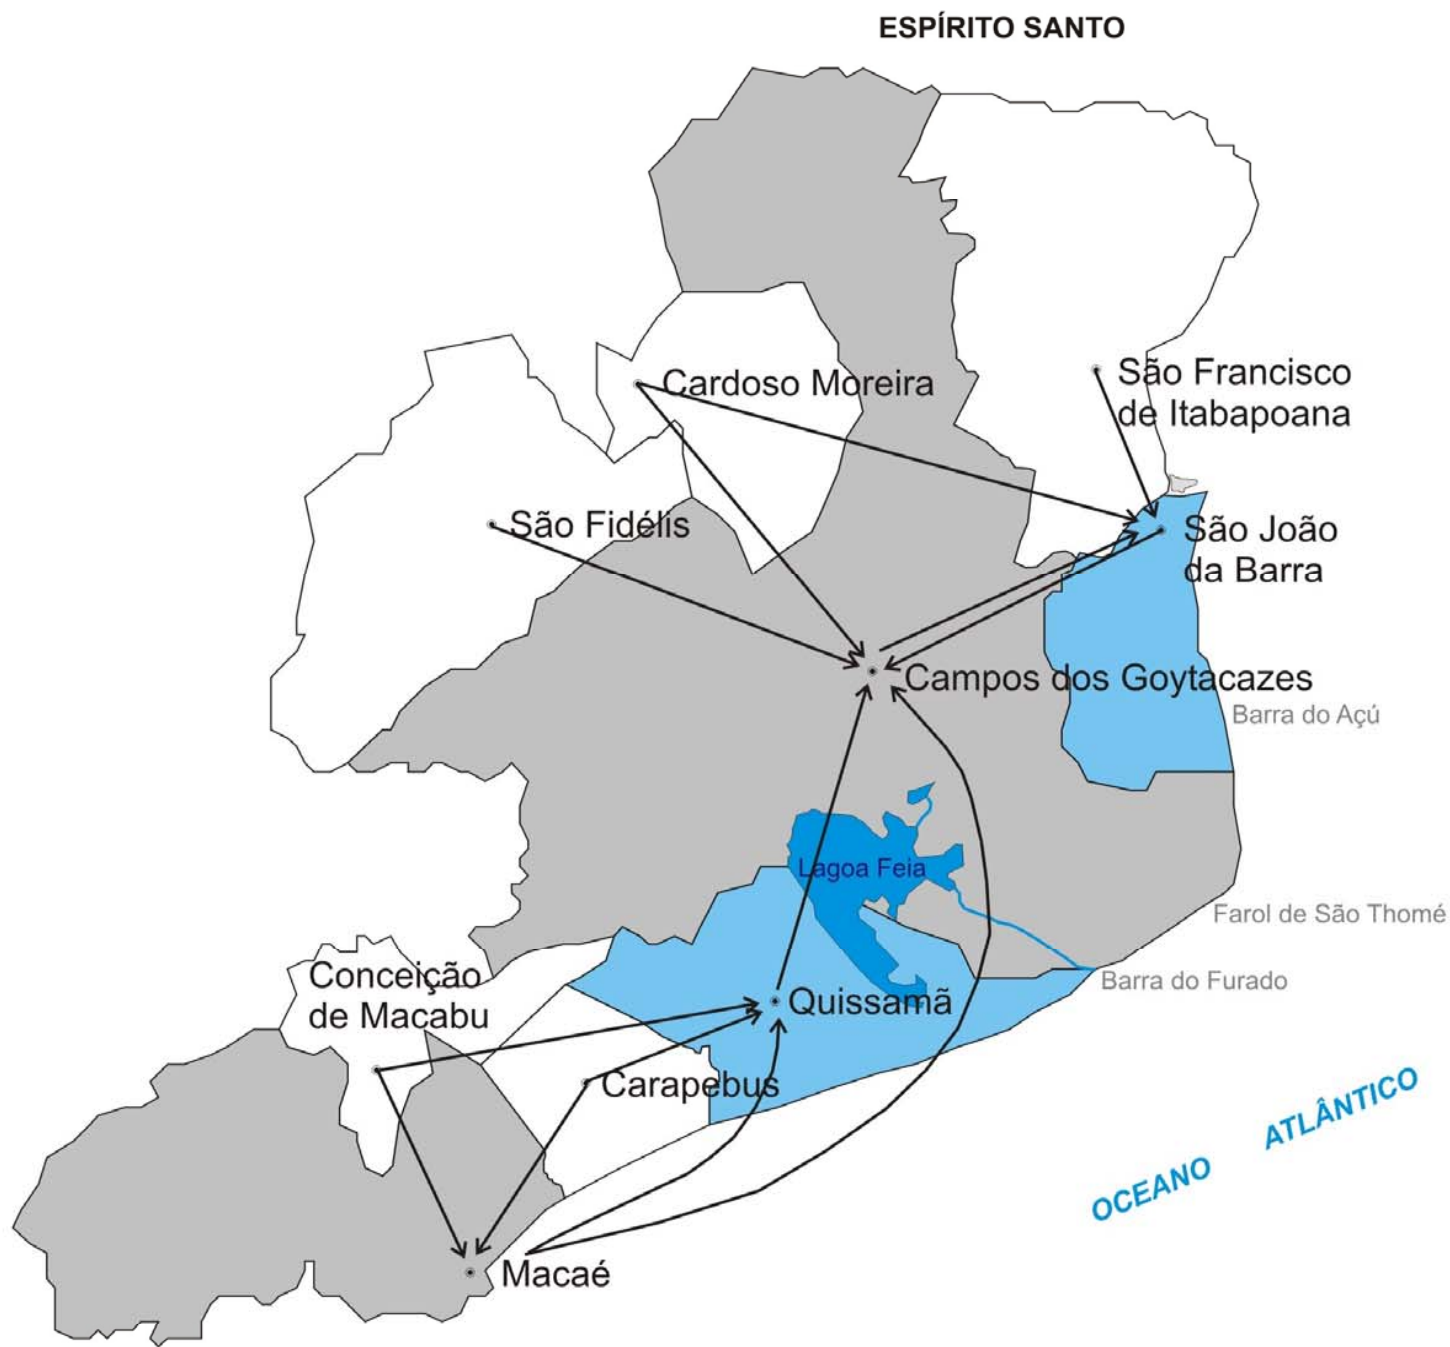 ESPÍRITO SANTO
Cardoso Moreira
São Francisco
de Itabapoana
São Fidélis
São João
da Barra
Campos dos Goytacazes
Barra do Açú
Lagoa Feia
Farol de São Thomé
Conceição
de Macabu
Barra do Furado
Quissamã
Carapebus
OCEANO ATLÂNTICO
Macaé